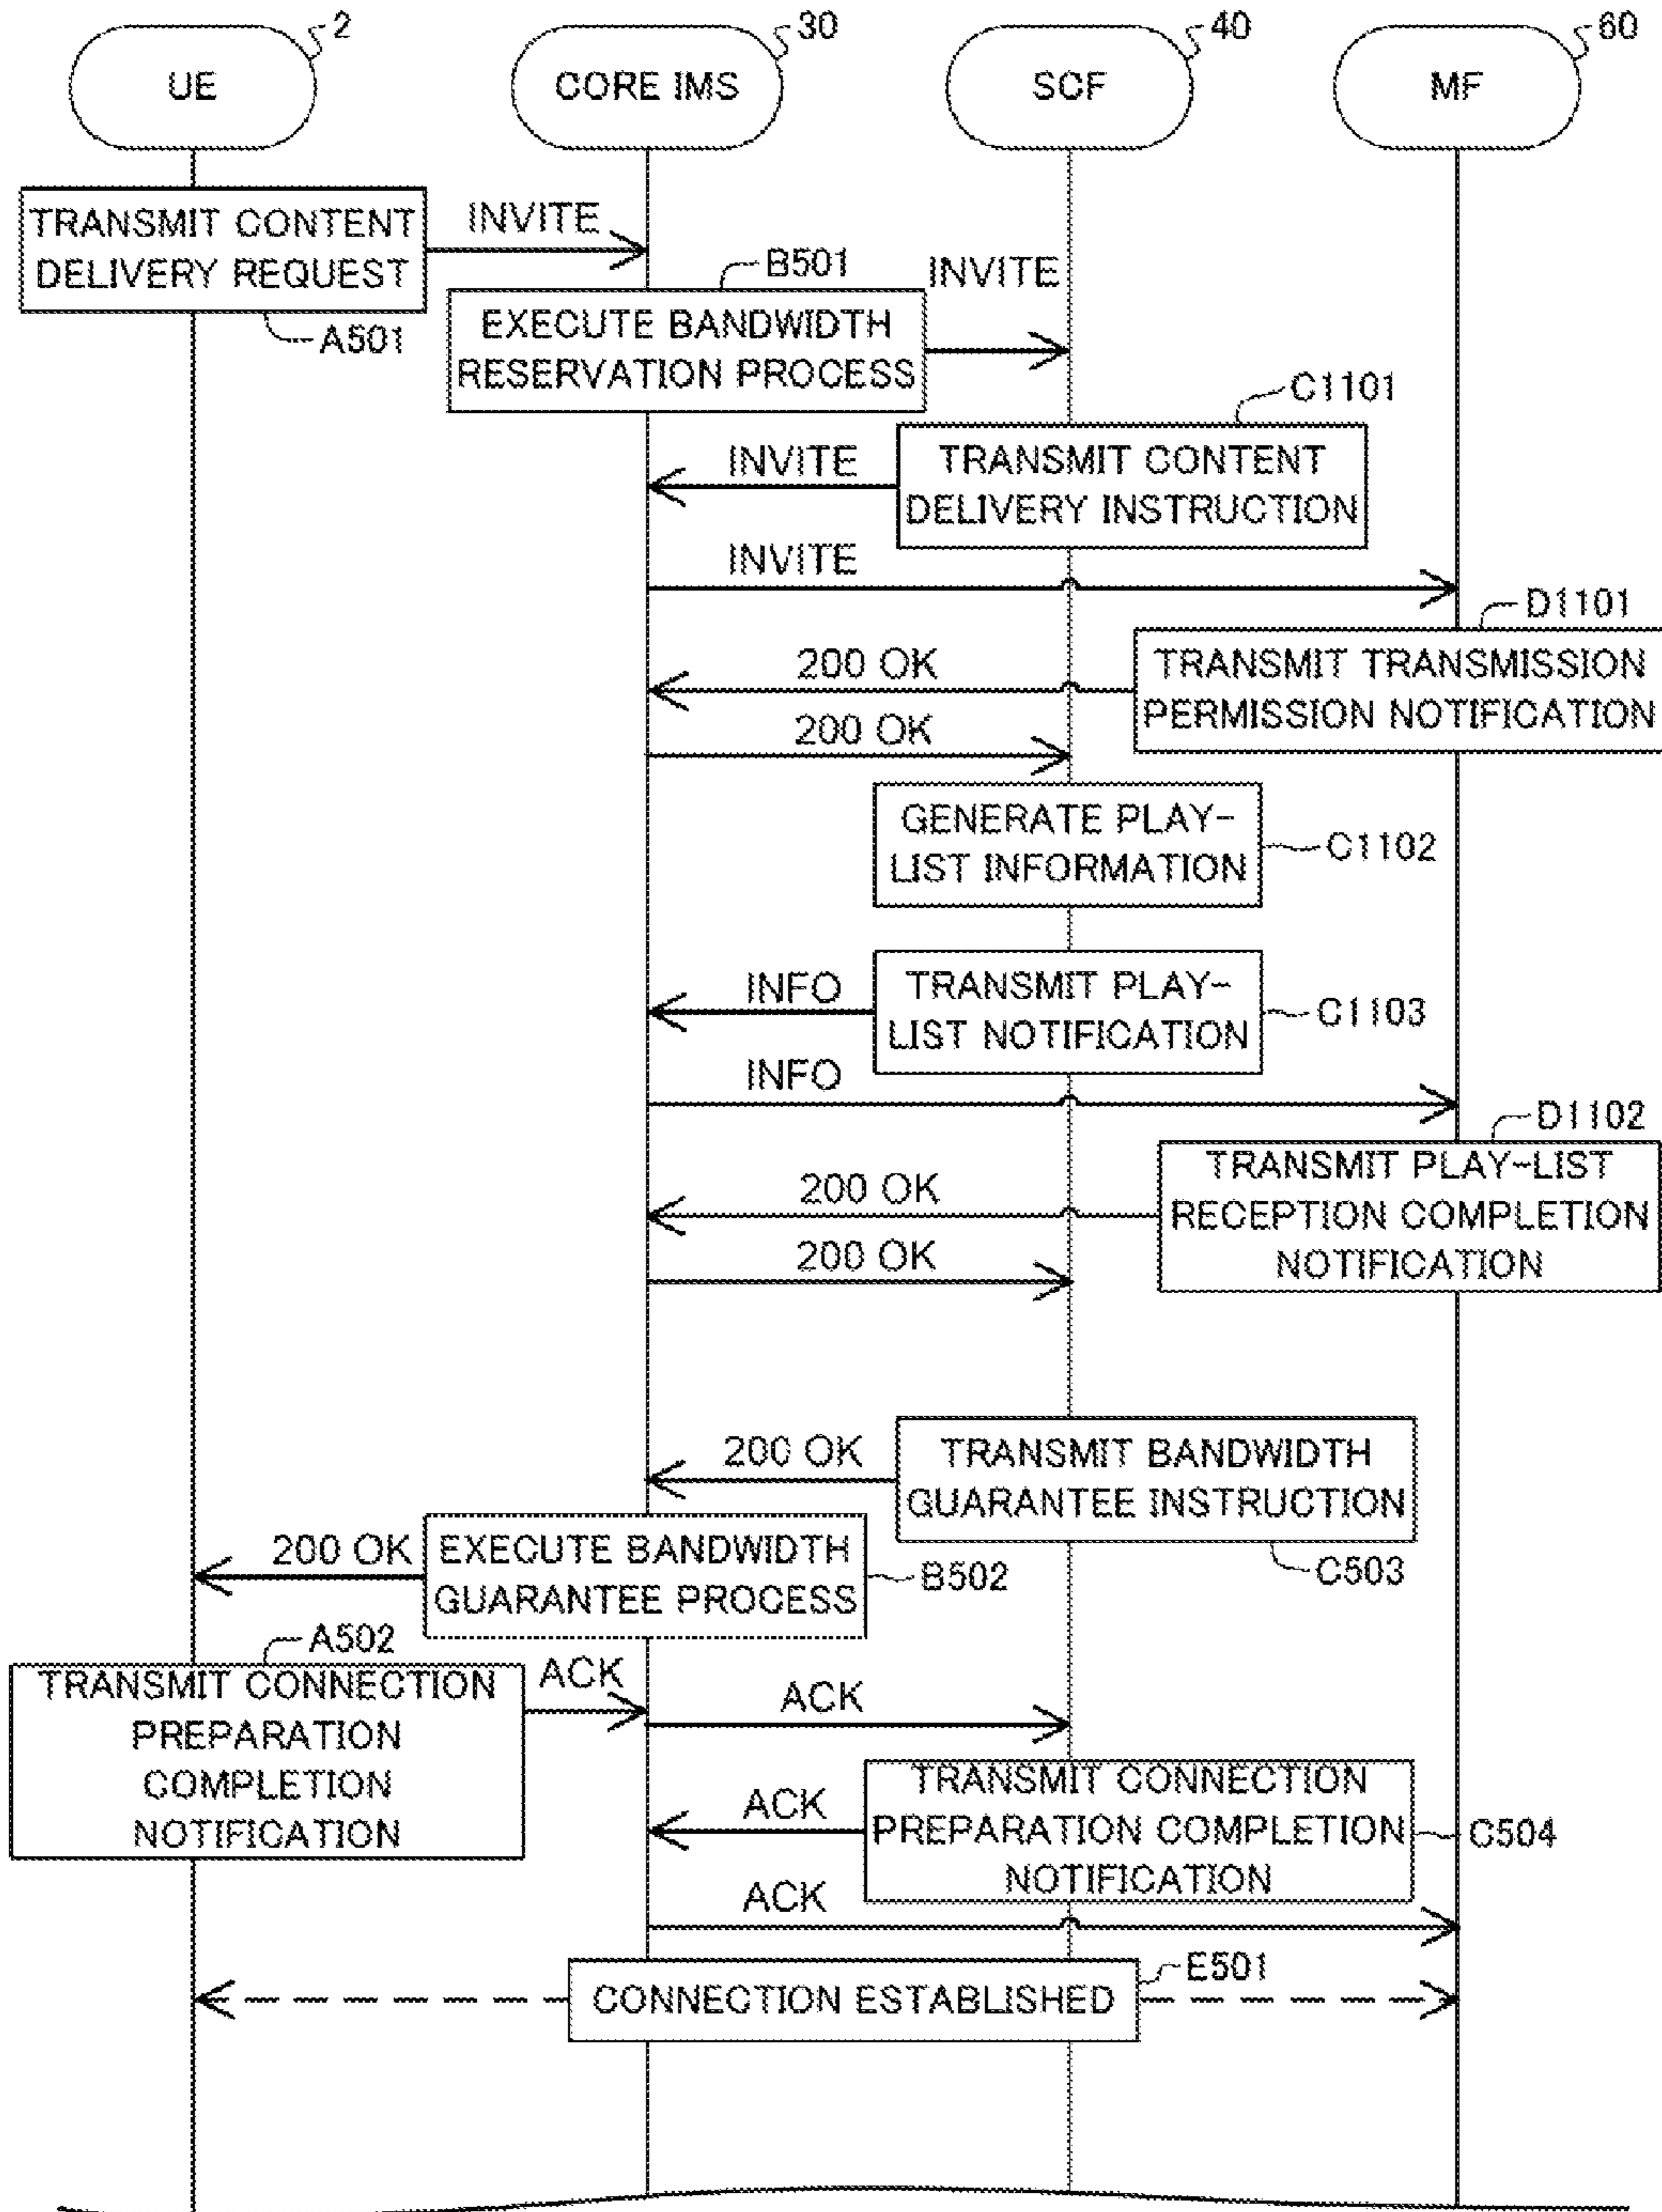 2
30
40
60
UE
CORE IMS
SCF
MF
TRANSMIT CONTENT
DELIVERY REQUEST
INVITE
A501
B501
EXECUTE BANDWIDTH
RESERVATION PROCESS
INVITE
C1101
INVITE
TRANSMIT CONTENT
DELIVERY INSTRUCTION
INVITE
D1101
200 OK
TRANSMIT TRANSMISSION
PERMISSION NOTIFICATION
200 OK
GENERATE PLAY-
LIST INFORMATION
C1102
INFO
TRANSMIT PLAY-
LIST NOTIFICATION
C1103
INFO
D1102
200 OK
TRANSMIT PLAY-LIST
RECEPTION COMPLETION
NOTIFICATION
200 OK
200 OK
TRANSMIT BANDWIDTH
GUARANTEE INSTRUCTION
C503
200 OK
EXECUTE BANDWIDTH
GUARANTEE PROCESS
B502
A502
TRANSMIT CONNECTION
PREPARATION
COMPLETION
NOTIFICATION
ACK
ACK
ACK
TRANSMIT CONNECTION
PREPARATION COMPLETION
NOTIFICATION
C504
ACK
E501
CONNECTION ESTABLISHED